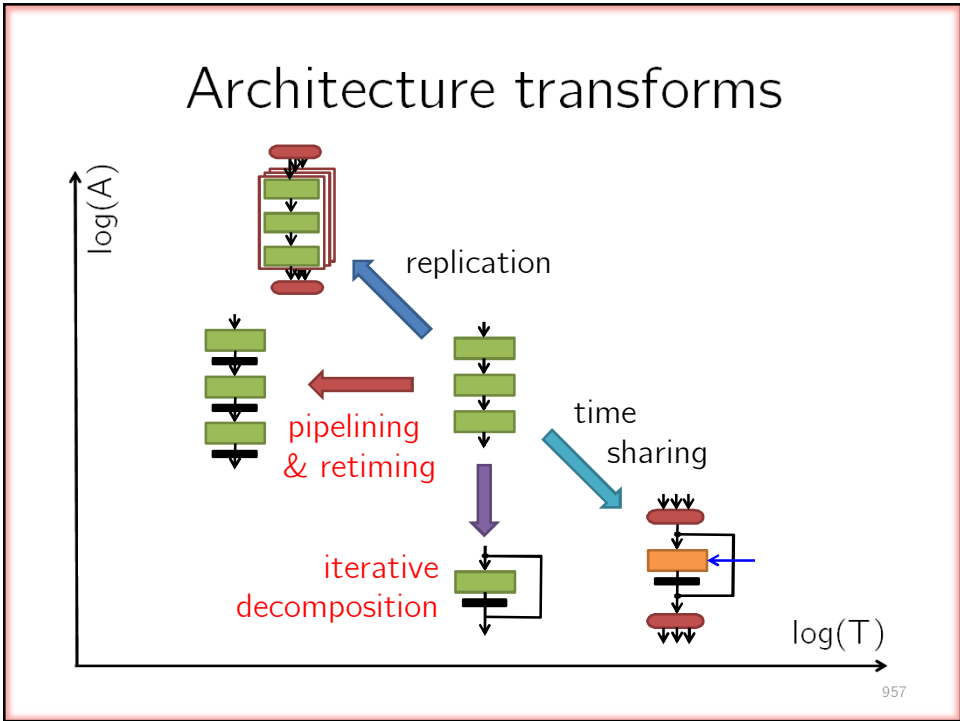 Architecture transforms
log(A)
replication
pipelining
& retiming
time
sharing
iterative
decomposition
log(T)
957